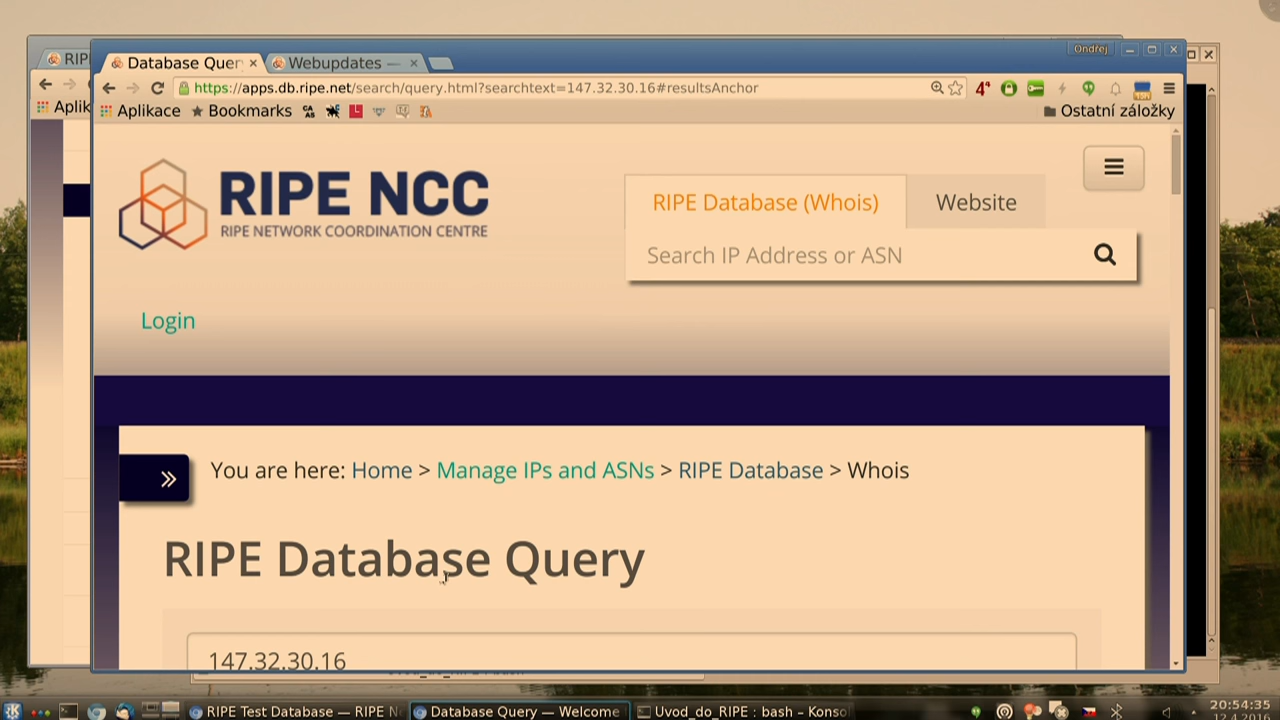 Ondřej
RIPE
Database Quer
Webupdates —
https://apps.db.ripe.net/search/query.html?searchtext=147.32.30.16#resultsAnchor
Aplik
Aplikace
Bookmarks
Ostatní záložky
RIPE NCC
RIPE NETWORK COORDINATION CENTRE
RIPE Database (Whois)
Website
Search IP Address or ASN
Login
You are here: Home > Manage IPs and ASNs > RIPE Database > Whois
RIPE Database Query
147.32.30.16
RIPE Test Database — RIPE N
Database Query — Welcome
Uvod_do_RIPE : bash – Konso
20:54:35